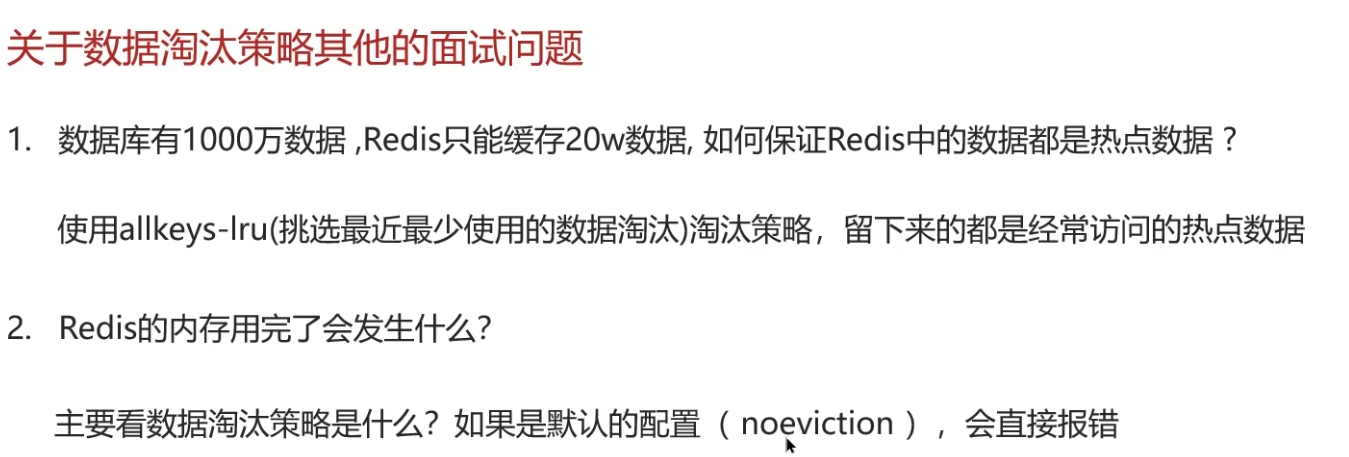 关于数据淘汰策略其他的面试问题
1. 数据库有1000万数据 ,Redis只能缓存20w数据, 如何保证Redis中的数据都是热点数据 ?
使用allkeys-lru(挑选最近最少使用的数据淘汰)淘汰策略，留下来的都是经常访问的热点数据
2. Redis的内存用完了会发生什么？
主要看数据淘汰策略是什么？如果是默认的配置（ noeviction ），会直接报错